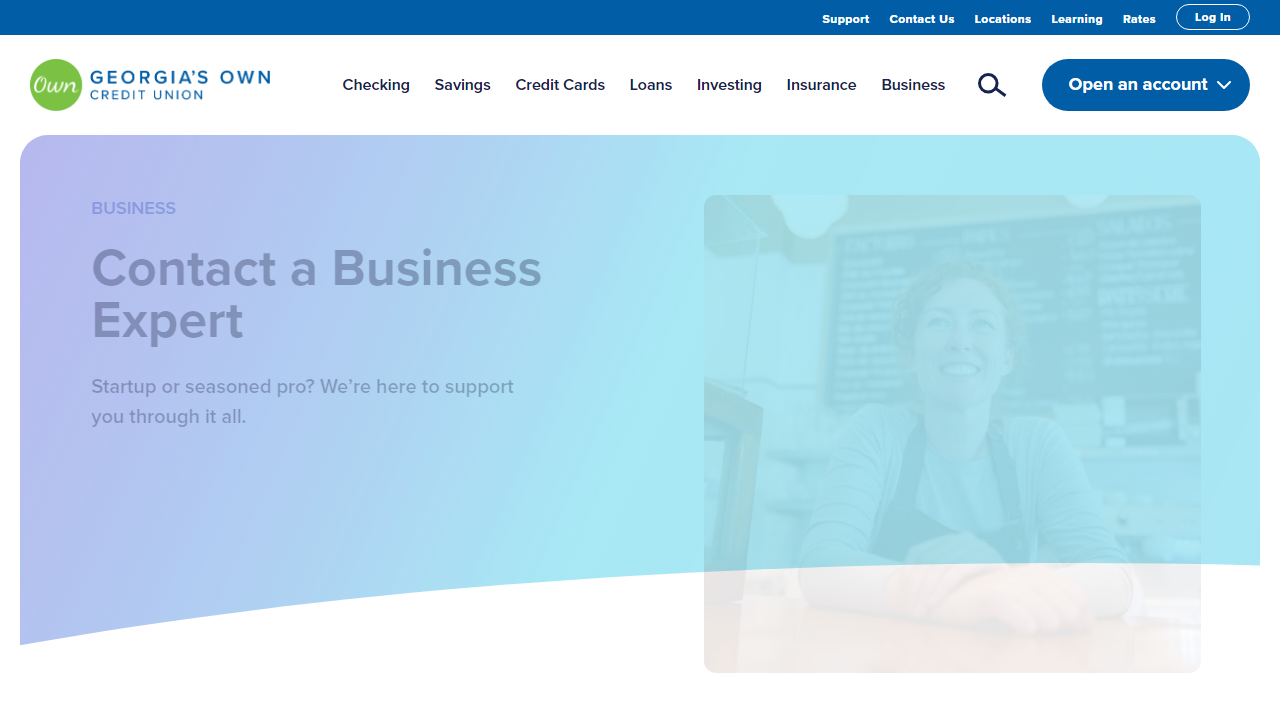 Support Contact Us Locations Learning Rates Log In
Own GEORGIA'S OWN
CREDIT UNION
Checking Savings Credit Cards Loans Investing Insurance Business Open an account
BUSINESS
Contact a Business
Expert
Startup or seasoned pro? We're here to support
you through it all.